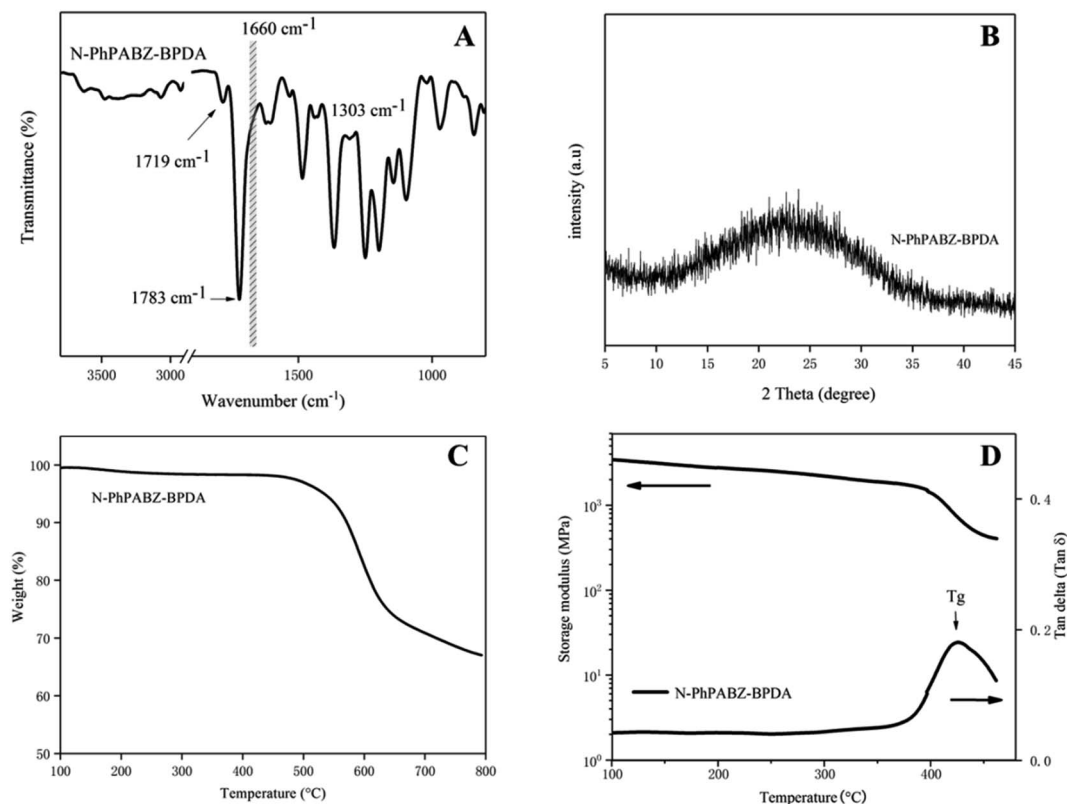 A
1660 cm-1
N-PhPABZ-BPDA
1303 cm-1
1719 cm-1
1783 cm-1
Transmittance (%)
3500 3000 1500 1000
Wavenumber (cm-1)
B
intensity (a.u)
N-PhPABZ-BPDA
5 10 15 20 25 30 35 40 45
2 Theta (degree)
C
N-PhPABZ-BPDA
Weight (%)
100
90
80
70
60
50
100 200 300 400 500 600 700 800
Temperature (°C)
D
Storage modulus (MPa)
10³
10²
10¹
10⁰
Tg
N-PhPABZ-BPDA
0. 4
0. 2
0. 0
Tan delta (Tan δ)
100 200 300 400
Temperature (°C)